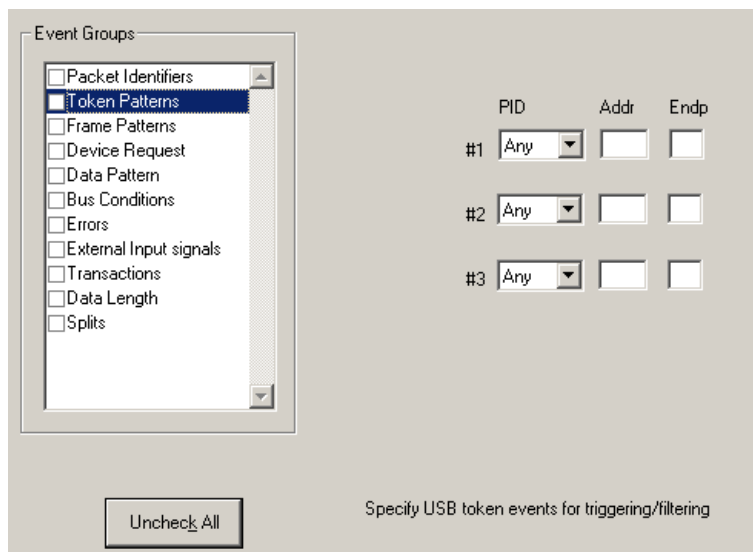 Event Groups
Packet Identifiers
Token Patterns
Frame Patterns
Device Request
Data Pattern
Bus Conditions
Errors
External Input signals
Transactions
Data Length
Splits
Uncheck All
PID Addr Endp
#1 Any
#2 Any
#3 Any
Specify USB token events for triggering/filtering